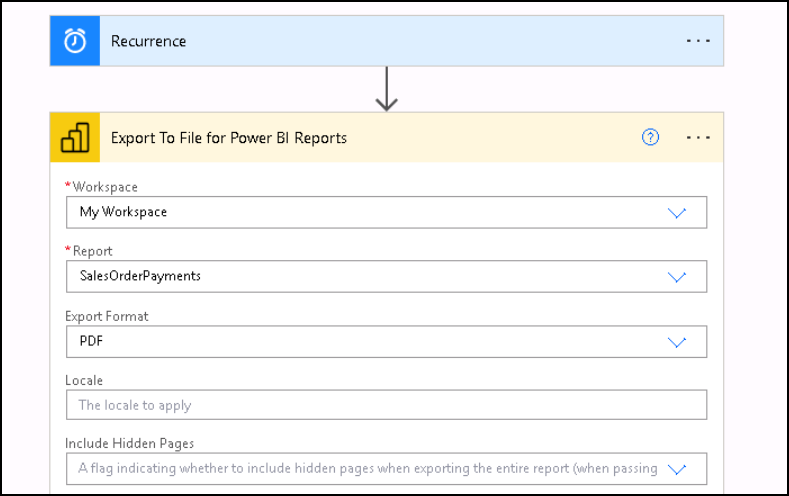 Recurrence
Export To File for Power BI Reports
*Workspace
My Workspace
*Report
SalesOrderPayments
Export Format
PDF
Locale
The locale to apply
Include Hidden Pages
A flag indicating whether to include hidden pages when exporting the entire report (when passing